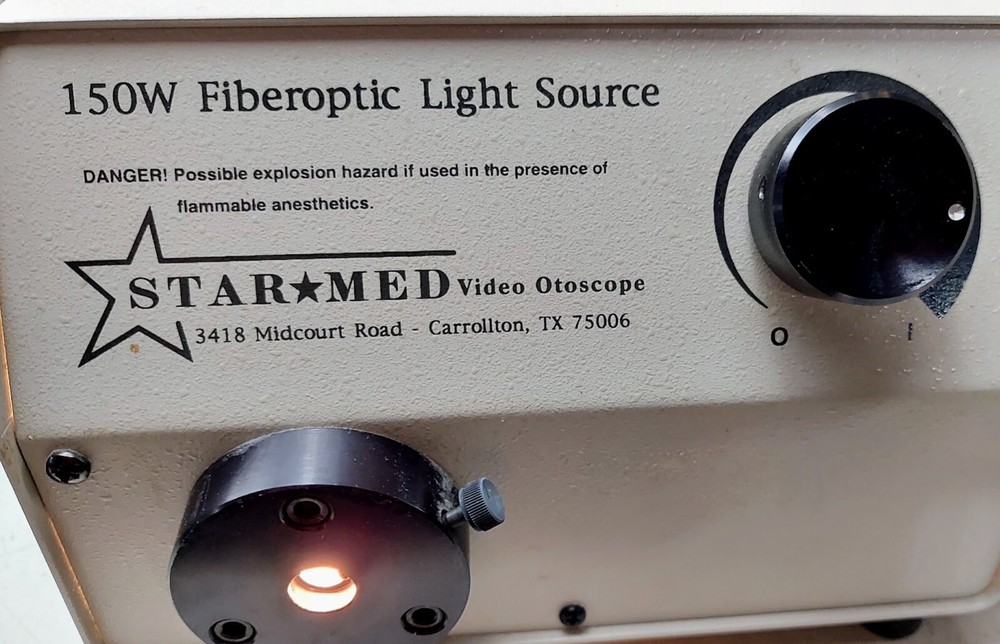 150W Fiberoptic Light Source
DANGER! Possible explosion hazard if used in the presence of
flammable anesthetics.
STAR★MED Video Otoscope
3418 Midcourt Road - Carrollton, TX 75006
O I